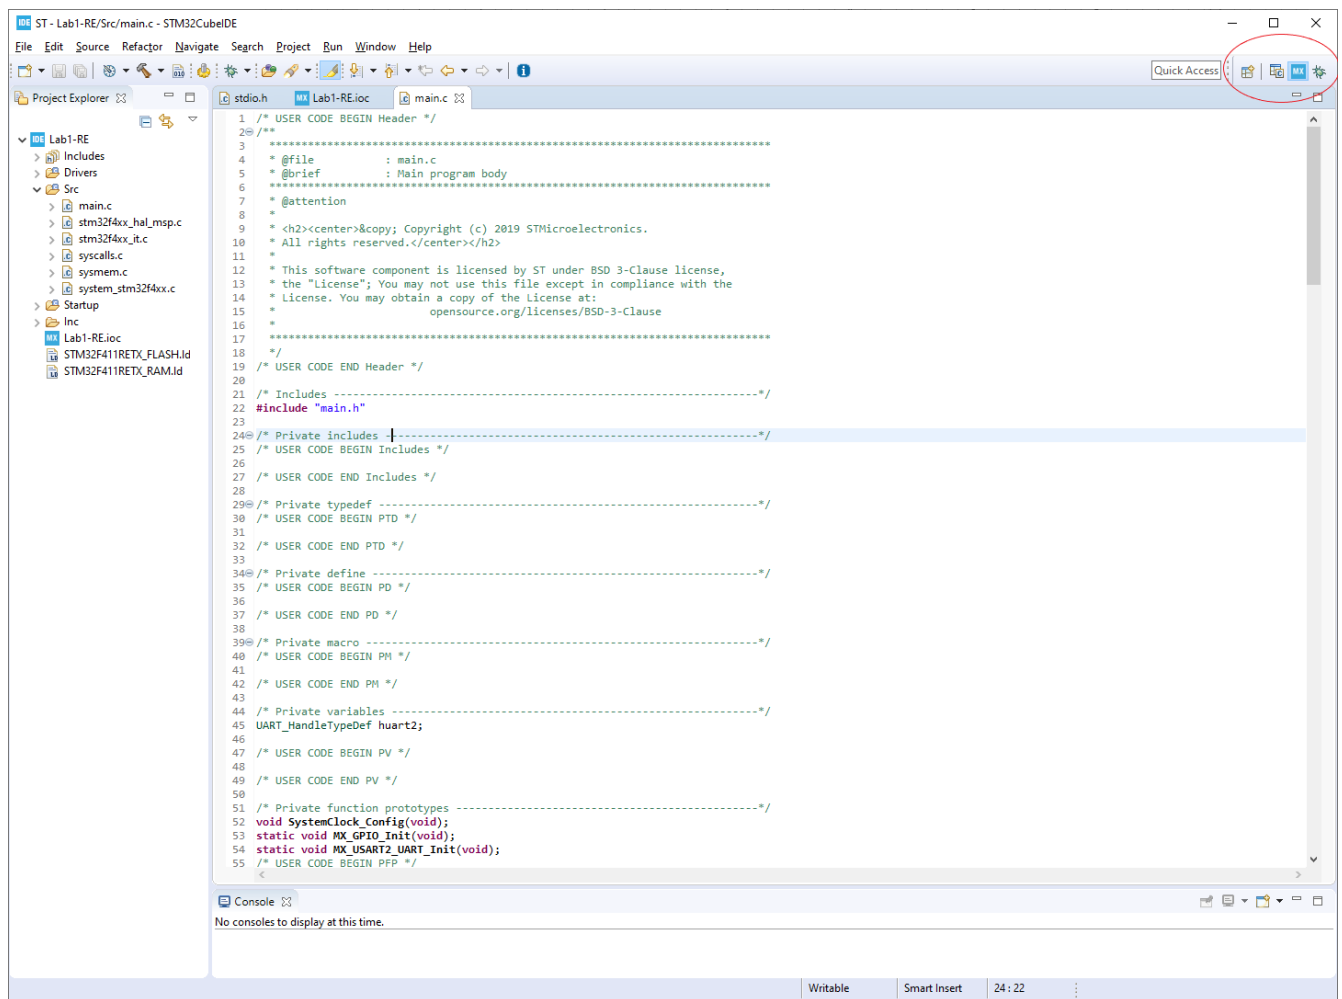 IDE ST - Lab1-RE/Src/main.c - STM32CubeIDE
File Edit Source Refactor Navigate Search Project Run Window Help
Quick Access MX
Project Explorer
stdio.h MX Lab1-RE.ioc main.c
IDE Lab1-RE
Includes
Drivers
Src
main.c
stm32f4xx_hal_msp.c
stm32f4xx_it.c
syscalls.c
sysmem.c
system_stm32f4xx.c
Startup
Inc
MX Lab1-RE.ioc
STM32F411RETX_FLASH.ld
STM32F411RETX_RAM.ld
1 /* USER CODE BEGIN Header */
2 /**
3 ******************************************************************************
4 * @file : main.c
5 * @brief : Main program body
6 ******************************************************************************
7 * @attention
8 *
9 * <h2><center>&copy; Copyright (c) 2019 STMicroelectronics.
10 * All rights reserved.</center></h2>
11 *
12 * This software component is licensed by ST under BSD 3-Clause license,
13 * the "License"; You may not use this file except in compliance with the
14 * License. You may obtain a copy of the License at:
15 * opensource.org/licenses/BSD-3-Clause
16 *
17 ******************************************************************************
18 */
19 /* USER CODE END Header */
20
21 /* Includes ------------------------------------------------------------------*/
22 #include "main.h"
23
24 /* Private includes ----------------------------------------------------------*/
25 /* USER CODE BEGIN Includes */
26
27 /* USER CODE END Includes */
28
29 /* Private typedef -----------------------------------------------------------*/
30 /* USER CODE BEGIN PTD */
31
32 /* USER CODE END PTD */
33
34 /* Private define ------------------------------------------------------------*/
35 /* USER CODE BEGIN PD */
36
37 /* USER CODE END PD */
38
39 /* Private macro -------------------------------------------------------------*/
40 /* USER CODE BEGIN PM */
41
42 /* USER CODE END PM */
43
44 /* Private variables ---------------------------------------------------------*/
45 UART_HandleTypeDef huart2;
46
47 /* USER CODE BEGIN PV */
48
49 /* USER CODE END PV */
50
51 /* Private function prototypes -----------------------------------------------*/
52 void SystemClock_Config(void);
53 static void MX_GPIO_Init(void);
54 static void MX_USART2_UART_Init(void);
55 /* USER CODE BEGIN PFP */
Console
No consoles to display at this time.
Writable Smart Insert 24 : 22